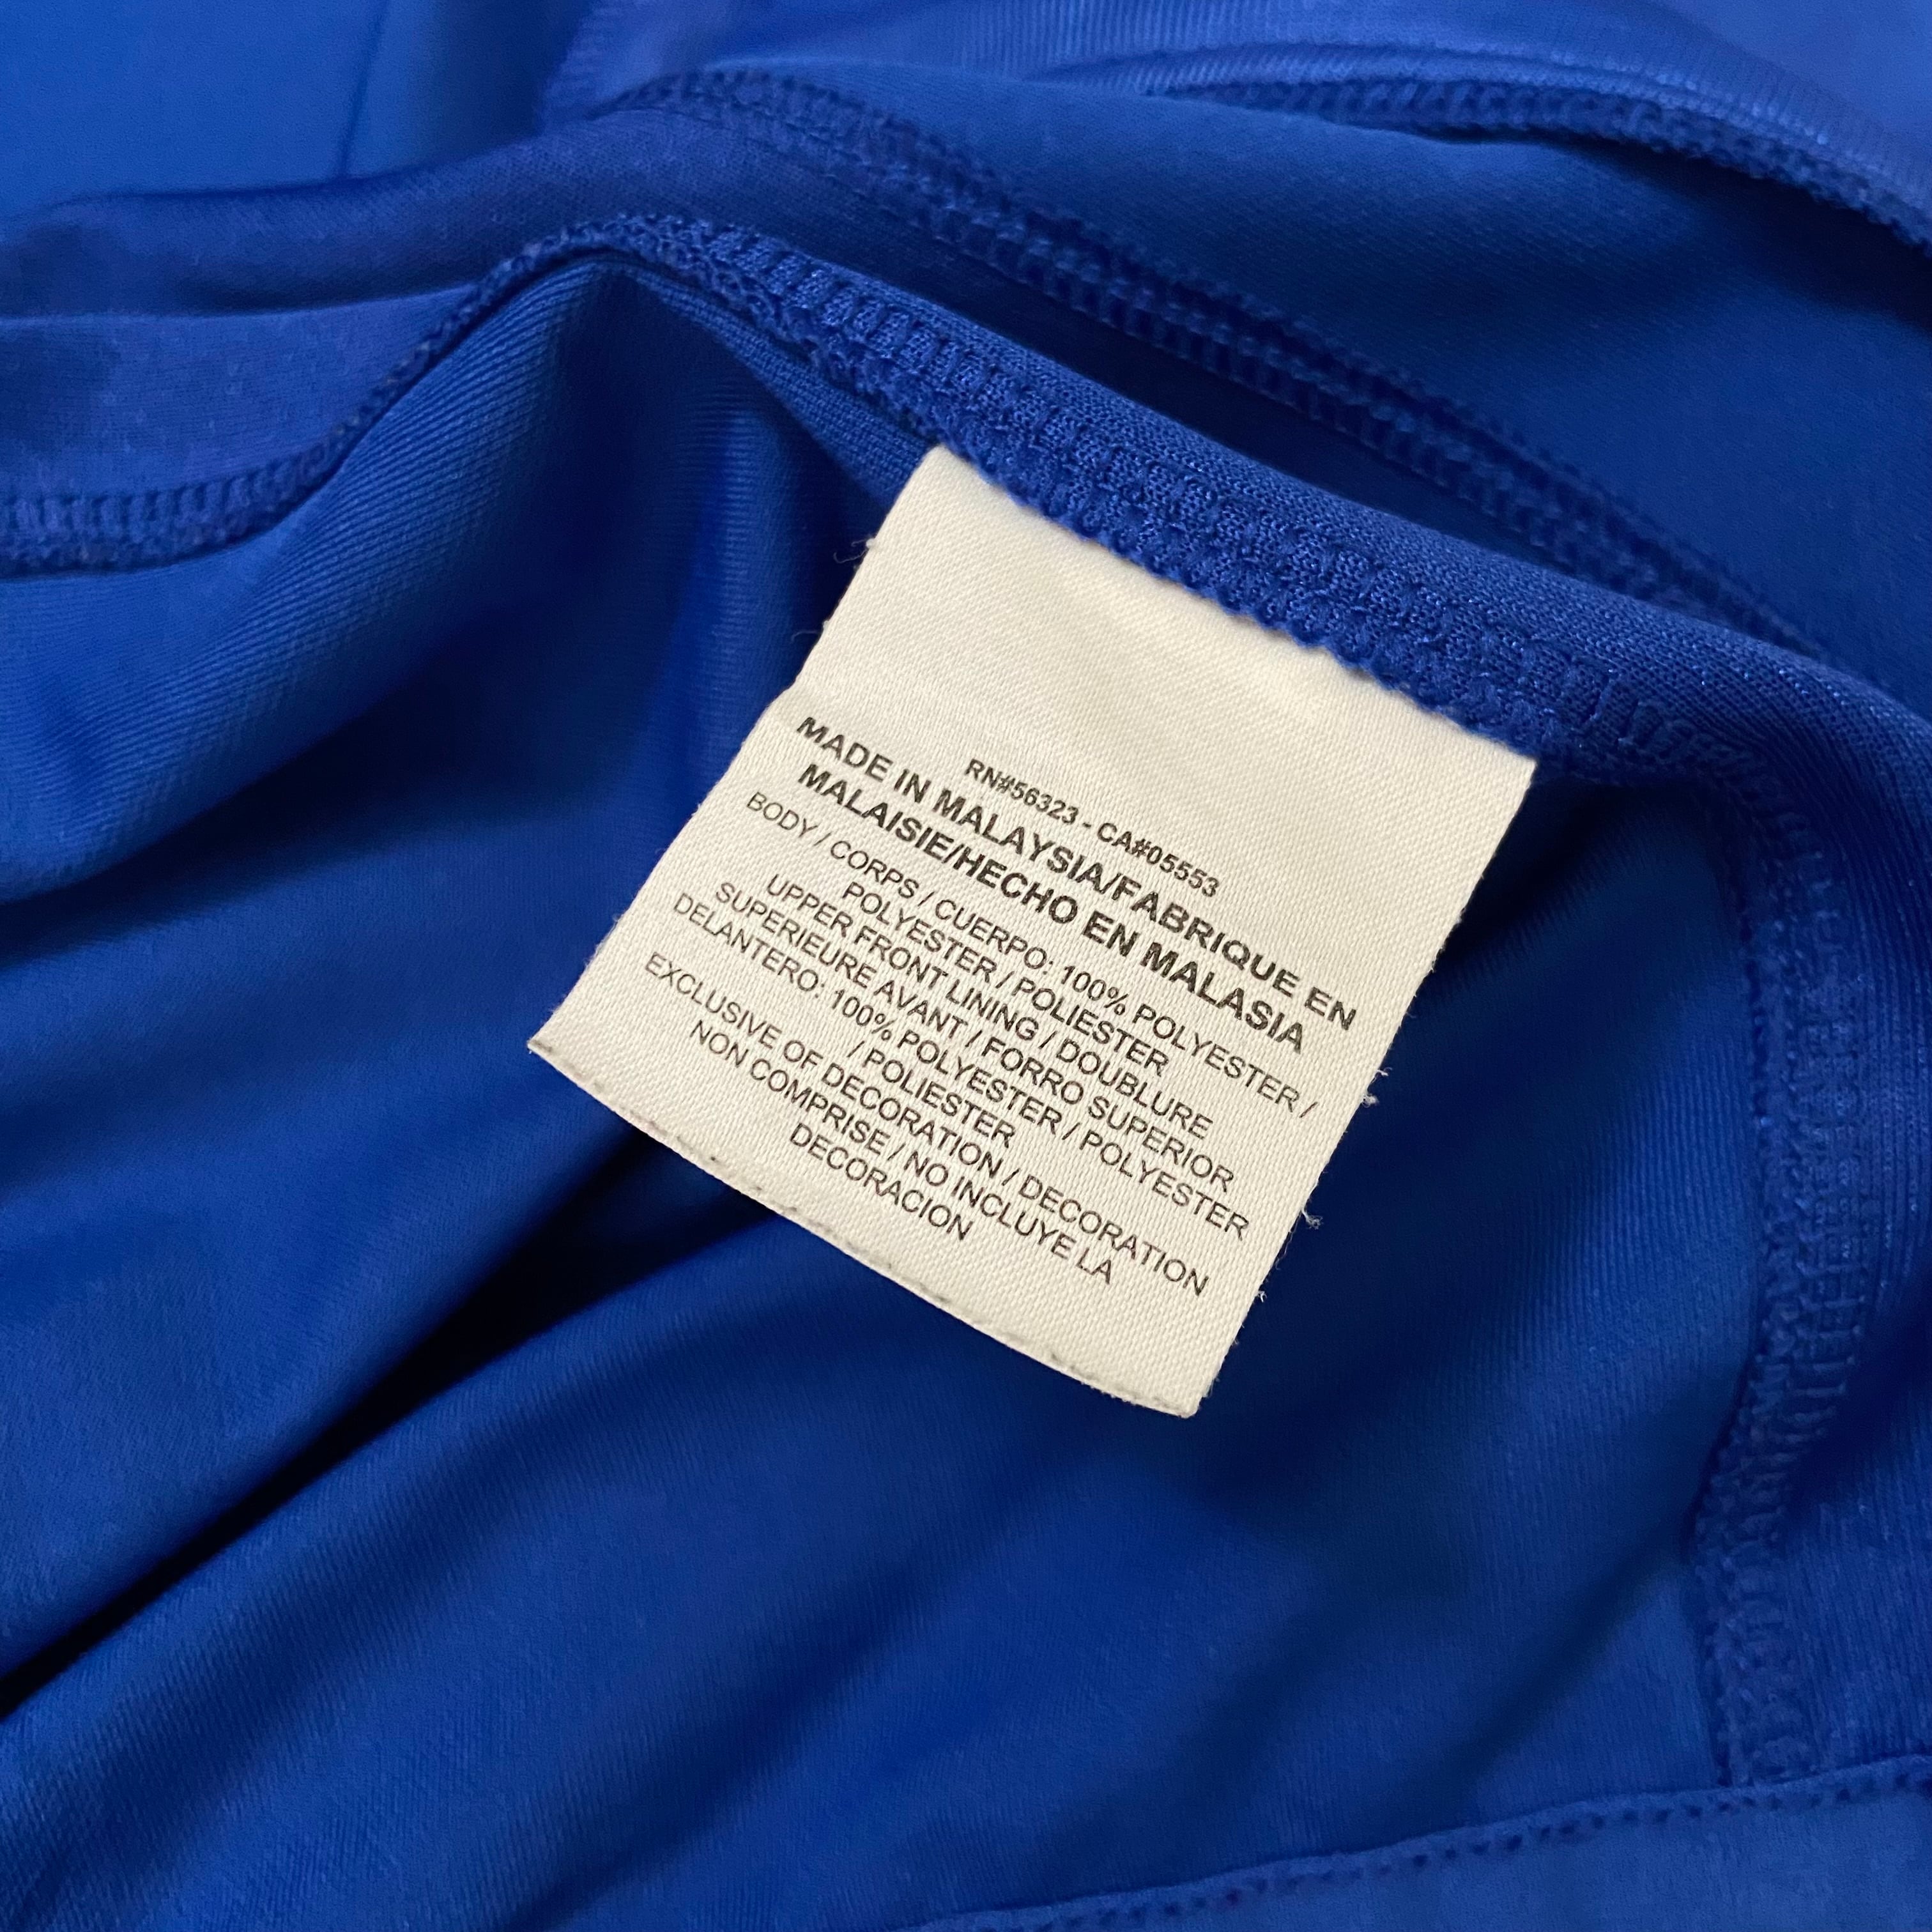 RN#56323 - CA#05553
MADE IN MALAYSIA/FABRIQUE EN
MALAISIE/HECHO EN MALASIA
BODY / CORPS / CUERPO: 100% POLYESTER /
POLYESTER / POLIESTER
UPPER FRONT LINING / DOUBLURE
SUPERIEURE AVANT / FORRO SUPERIOR
DELANTERO: 100% POLYESTER / POLYESTER
/ POLIESTER
EXCLUSIVE OF DECORATION / DECORATION
NON COMPRISE / NO INCLUYE LA
DECORACION